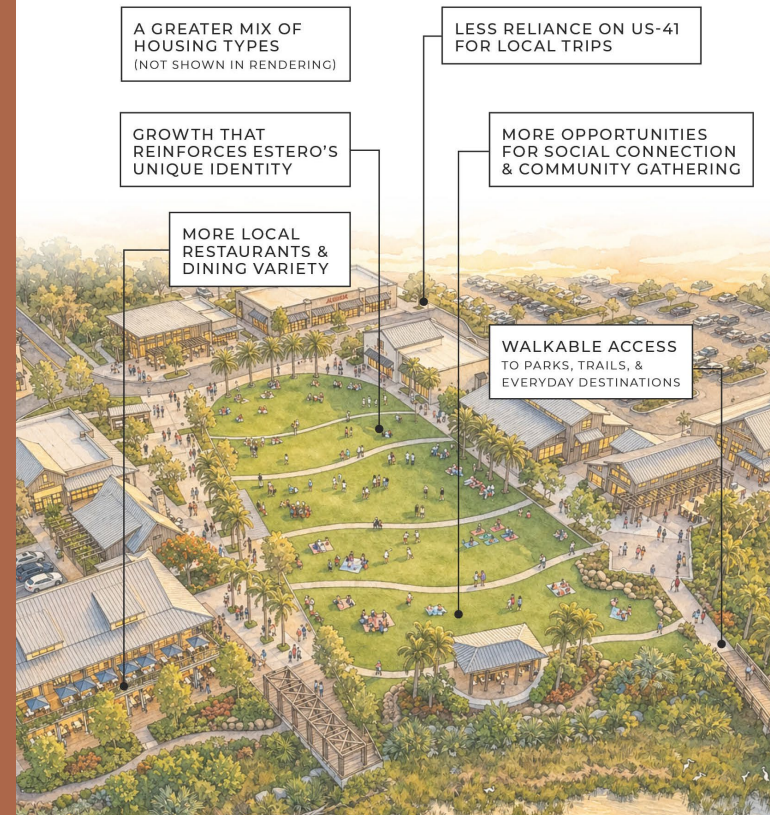 A GREATER MIX OF
HOUSING TYPES
(NOT SHOWN IN RENDERING)
LESS RELIANCE ON US-41
FOR LOCAL TRIPS
GROWTH THAT
REINFORCES ESTERO'S
UNIQUE IDENTITY
MORE OPPORTUNITIES
FOR SOCIAL CONNECTION
& COMMUNITY GATHERING
MORE LOCAL
RESTAURANTS &
DINING VARIETY
WALKABLE ACCESS
TO PARKS, TRAILS, &
EVERYDAY DESTINATIONS